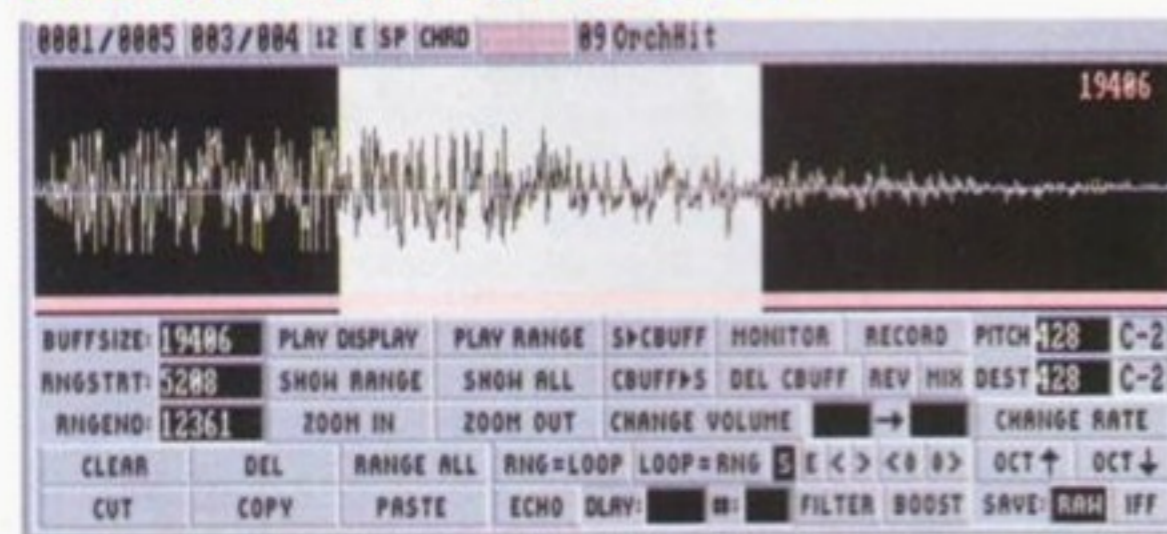 0001/0005 003/004 12 E SP CHRD 09 OrchHit
19406
BUFFSIZE: 19406 PLAY DISPLAY PLAY RANGE S▶CBUFF MONITOR RECORD PITCH 428 C-2
RNGSTRT: 5208 SHOW RANGE SHOW ALL CBUFF▶S DEL CBUFF REV MIX DEST 428 C-2
RNGEND: 12361 ZOOM IN ZOOM OUT CHANGE VOLUME → CHANGE RATE
CLEAR DEL RANGE ALL RNG=LOOP LOOP=RNG S E < > <0 0> OCT↑ OCT↓
CUT COPY PASTE ECHO DLAY: #: FILTER BOOST SAVE: RAW IFF